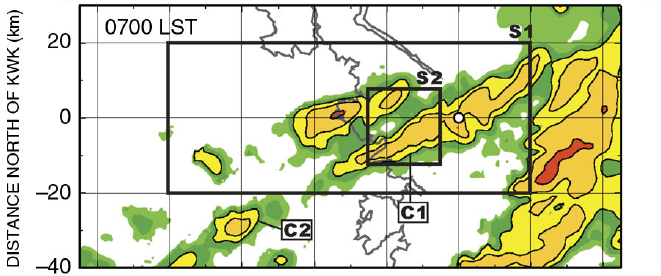 DISTANCE NORTH OF KWK (km)
20
0
−20
−40
0700 LST
S1
S2
C1
C2